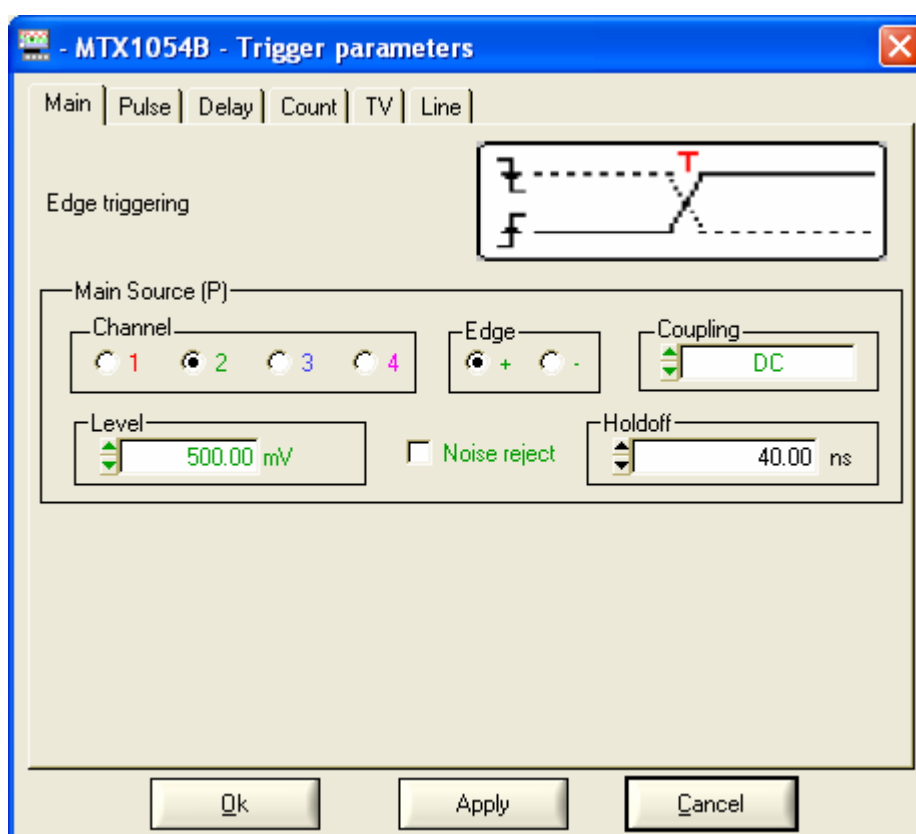 - MTX1054B - Trigger parameters
Main Pulse Delay Count TV Line
T
Edge triggering
Main Source (P)
Channel Edge Coupling
1 2 3 4 + - DC
Level Holdoff
500.00 mV Noise reject 40.00 ns
Ok Apply Cancel